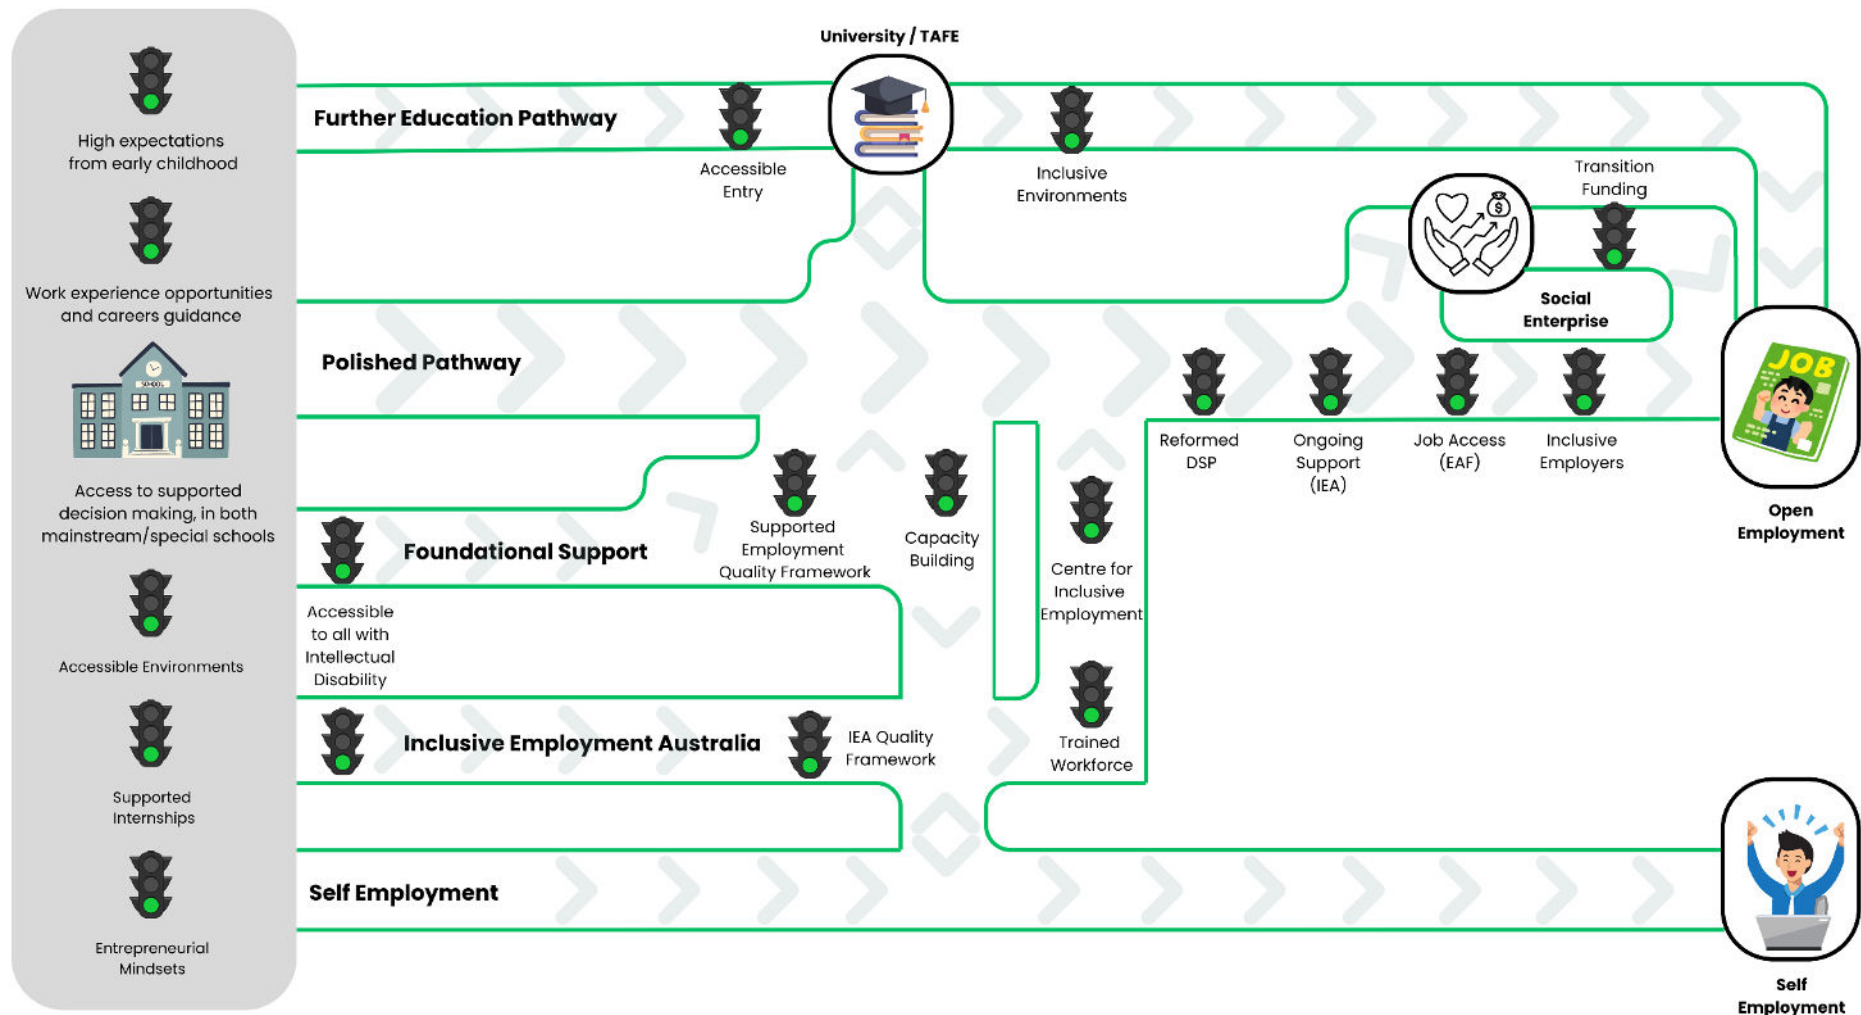 High expectations
from early childhood
Work experience opportunities
and careers guidance
SCHOOL
Access to supported
decision making, in both
mainstream/special schools
Accessible Environments
Supported
Internships
Entrepreneurial
Mindsets
University / TAFE
Further Education Pathway
Accessible
Entry
Inclusive
Environments
Transition
Funding
$
Social
Enterprise
Polished Pathway
JOB
Reformed
DSP
Ongoing
Support
(IEA)
Job Access
(EAF)
Inclusive
Employers
Open
Employment
Foundational Support
Accessible
to all with
Intellectual
Disability
Supported
Employment
Quality Framework
Capacity
Building
Centre for
Inclusive
Employment
Inclusive Employment Australia
IEA Quality
Framework
Trained
Workforce
Self Employment
Self
Employment